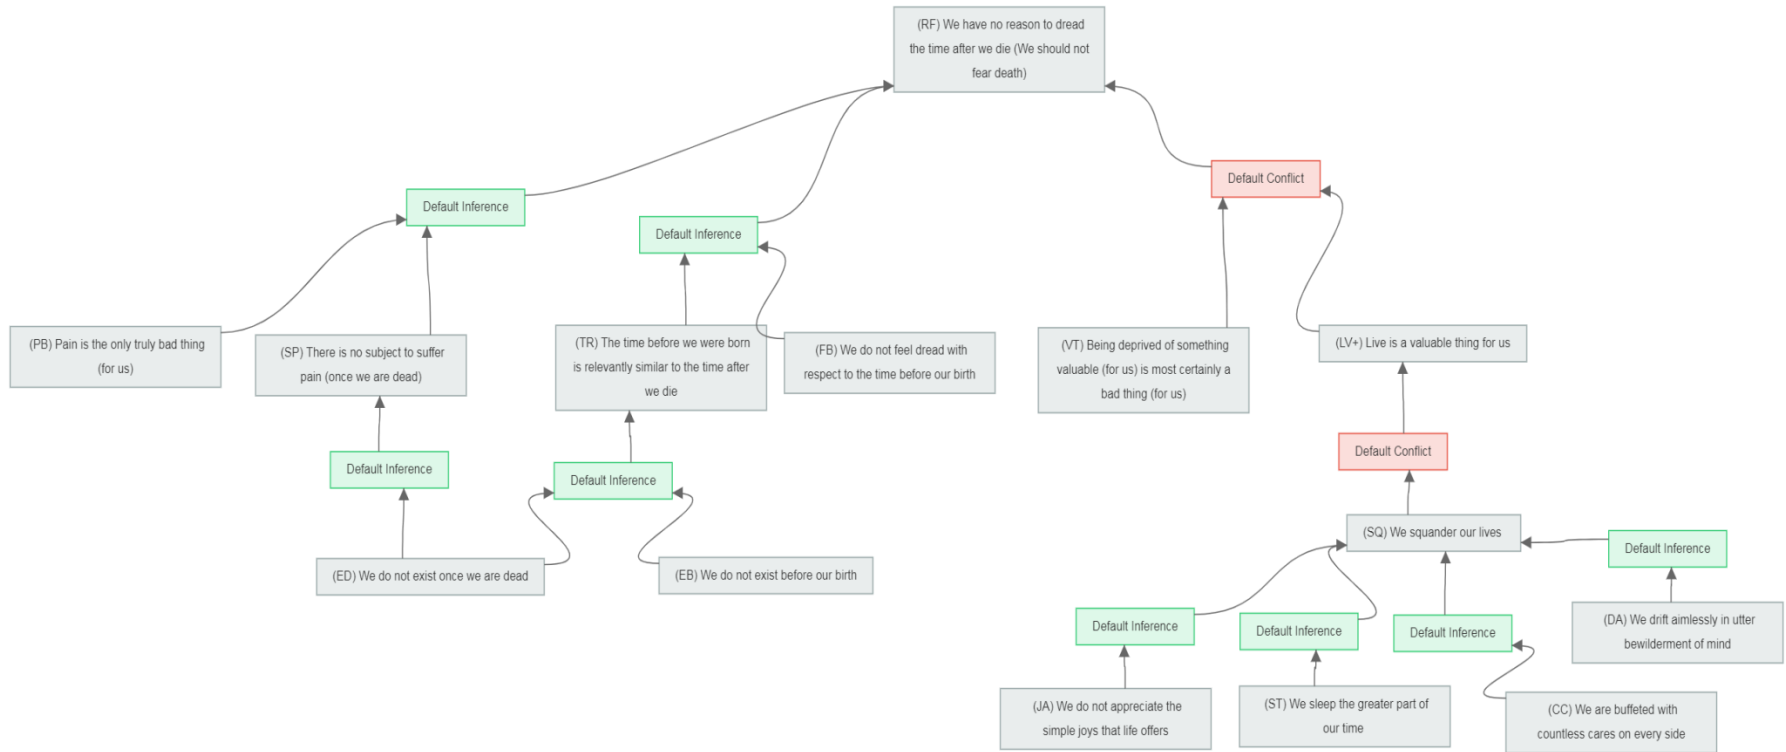 (RF) We have no reason to dread
the time after we die (We should not
fear death)
Default Conflict
Default Inference
Default Inference
(PB) Pain is the only truly bad thing
(for us)
(SP) There is no subject to suffer
pain (once we are dead)
(TR) The time before we were born
is relevantly similar to the time after
we die
(FB) We do not feel dread with
respect to the time before our birth
(VT) Being deprived of something
valuable (for us) is most certainly a
bad thing (for us)
(LV+) Live is a valuable thing for us
Default Conflict
Default Inference
Default Inference
(SQ) We squander our lives
Default Inference
(ED) We do not exist once we are dead
(EB) We do not exist before our birth
Default Inference
Default Inference
Default Inference
(DA) We drift aimlessly in utter
bewilderment of mind
(JA) We do not appreciate the
simple joys that life offers
(ST) We sleep the greater part of
our time
(CC) We are buffeted with
countless cares on every side